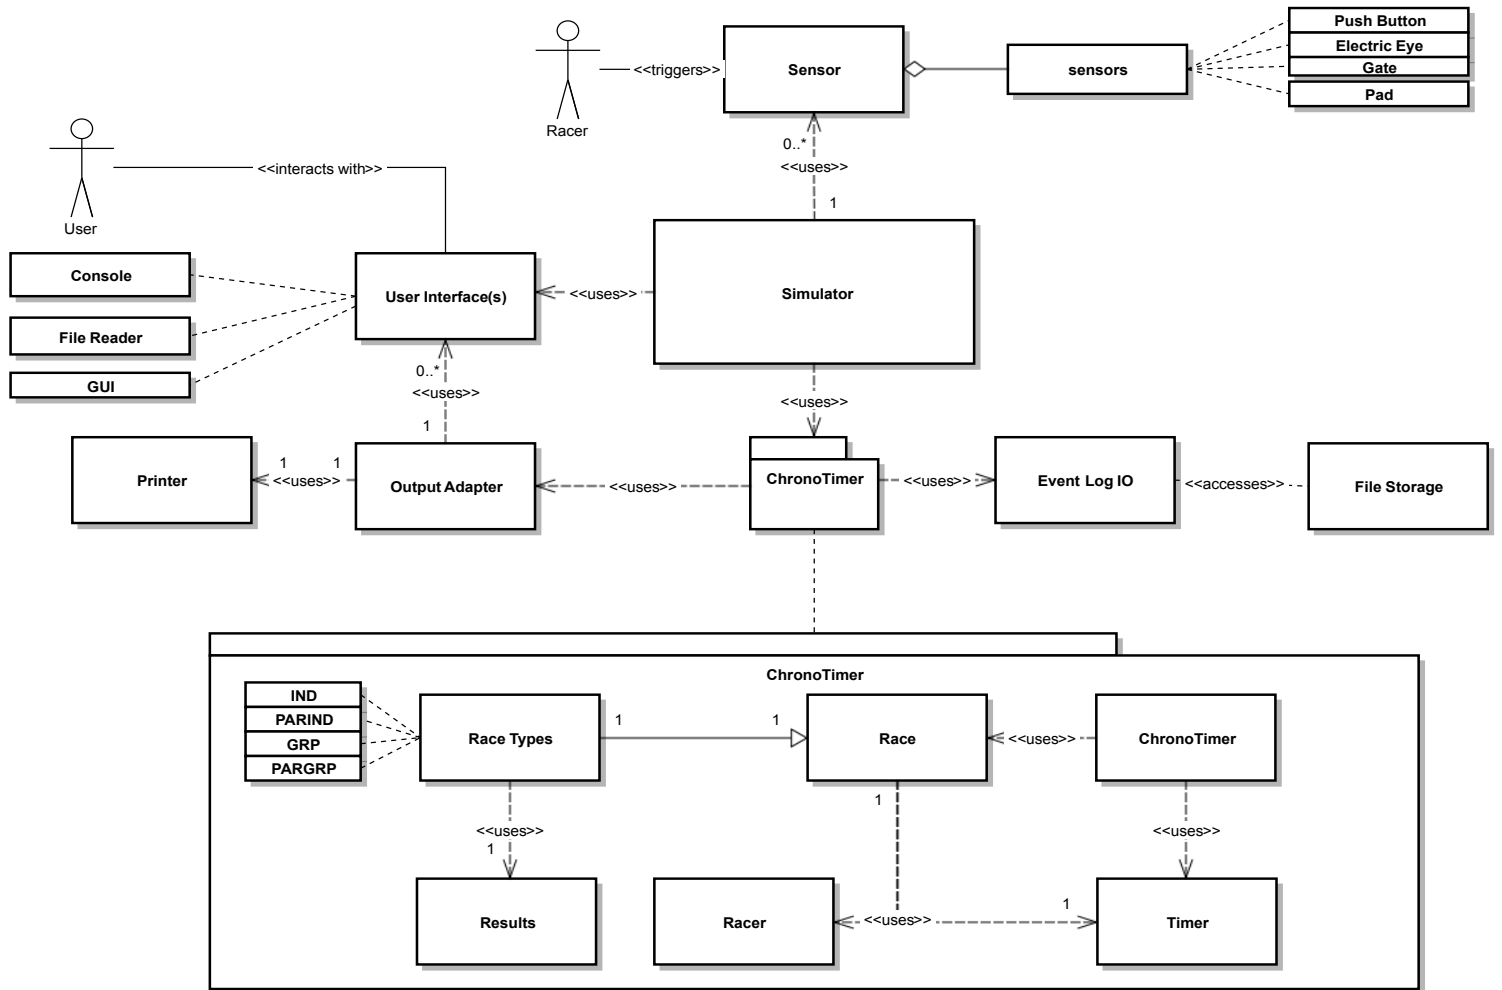 Push Button
Electric Eye
Gate
Pad
Sensor
sensors
<<triggers>>
Racer
0..*
<<uses>>
1
<<interacts with>>
User
Console
File Reader
GUI
User Interface(s)
<<uses>>
Simulator
0..*
<<uses>>
1
<<uses>>
Printer
1
1
<<uses>>
Output Adapter
<<uses>>
ChronoTimer
<<uses>>
Event Log IO
<<accesses>>
File Storage
ChronoTimer
IND
PARIND
GRP
PARGRP
Race Types
1
1
Race
<<uses>>
ChronoTimer
1
<<uses>>
1
<<uses>>
Results
Racer
<<uses>>
1
Timer